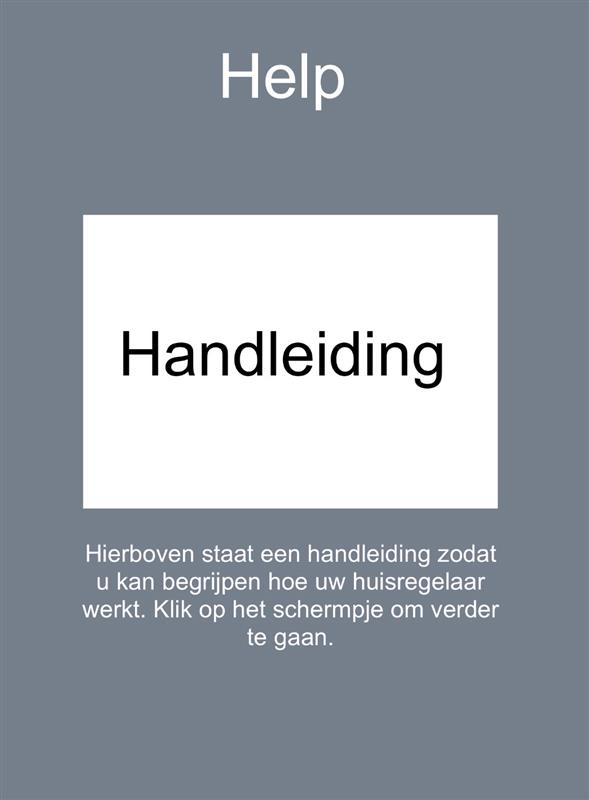 Help
Handleiding
Hierboven staat een handleiding zodat
u kan begrijpen hoe uw huisregelaar
werkt. Klik op het schermpje om verder
te gaan.